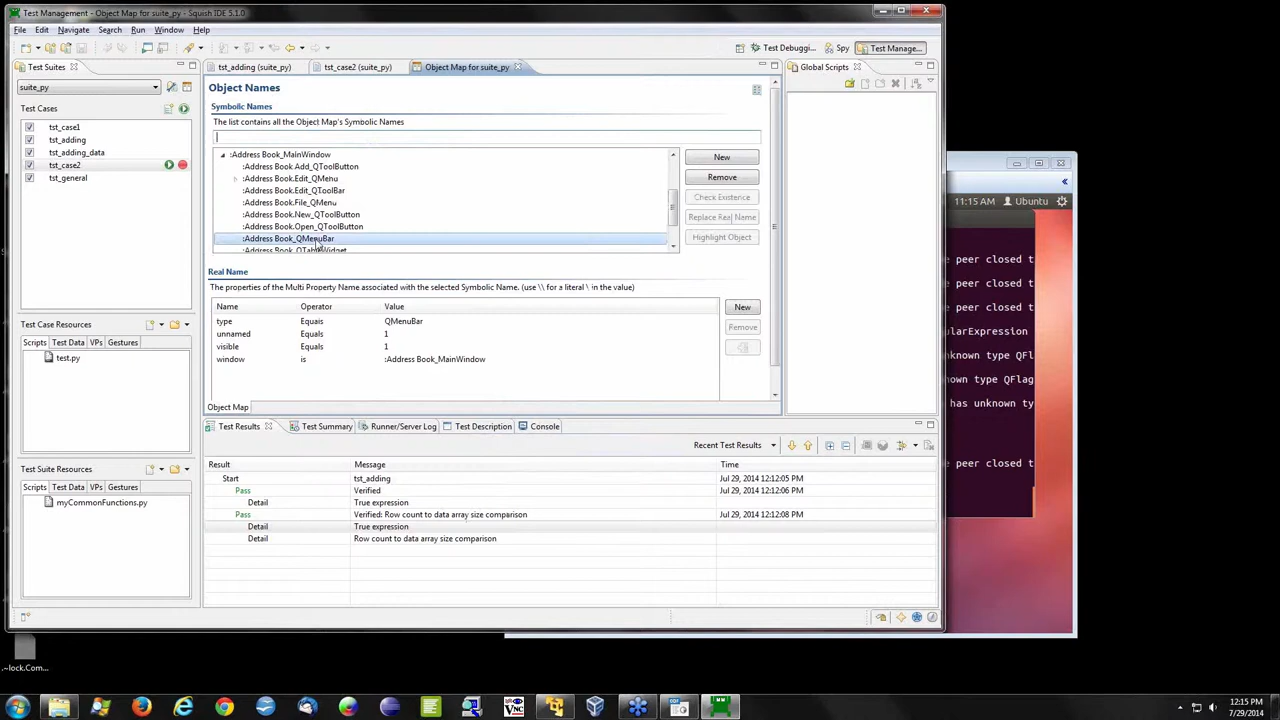 Test Management - Object Map for suite_py - Squish IDE 5.1.0
File Edit Navigate Search Run Window Help
Test Debuggi... Spy Test Manage...
Test Suites
tst_adding (suite_py) tst_case2 (suite_py) Object Map for suite_py
Global Scripts
suite_py
Object Names
Test Cases
Symbolic Names
The list contains all the Object Map's Symbolic Names
tst_case1
tst_adding
tst_adding_data
tst_case2
tst_general
:Address Book_MainWindow
:Address Book.Add_QToolButton
:Address Book.Edit_QMenu
:Address Book.Edit_QToolBar
:Address Book.File_QMenu
:Address Book.New_QToolButton
:Address Book.Open_QToolButton
:Address Book_QMenuBar
:Address Book_QTableWidget
New
Remove
Check Existence
Replace Real Name
Highlight Object
Real Name
The properties of the Multi Property Name associated with the selected Symbolic Name. (use \\ for a literal \ in the value)
Name Operator Value
type Equals QMenuBar
unnamed Equals 1
visible Equals 1
window is :Address Book_MainWindow
New
Remove
Object Map
Test Case Resources
Scripts Test Data VPs Gestures
test.py
Test Suite Resources
Scripts Test Data VPs Gestures
myCommonFunctions.py
Test Results Test Summary Runner/Server Log Test Description Console
Recent Test Results
Result Message Time
Start tst_adding Jul 29, 2014 12:12:05 PM
Pass Verified Jul 29, 2014 12:12:06 PM
Detail True expression
Pass Verified: Row count to data array size comparison Jul 29, 2014 12:12:08 PM
Detail True expression
Detail Row count to data array size comparison
11:15 AM Ubuntu
e peer closed t
e peer closed t
e peer closed t
ularExpression
known type QFl
nown type QFlag
has unknown ty
e peer closed t
.~lock.Com...
VNC
12:15 PM
7/29/2014